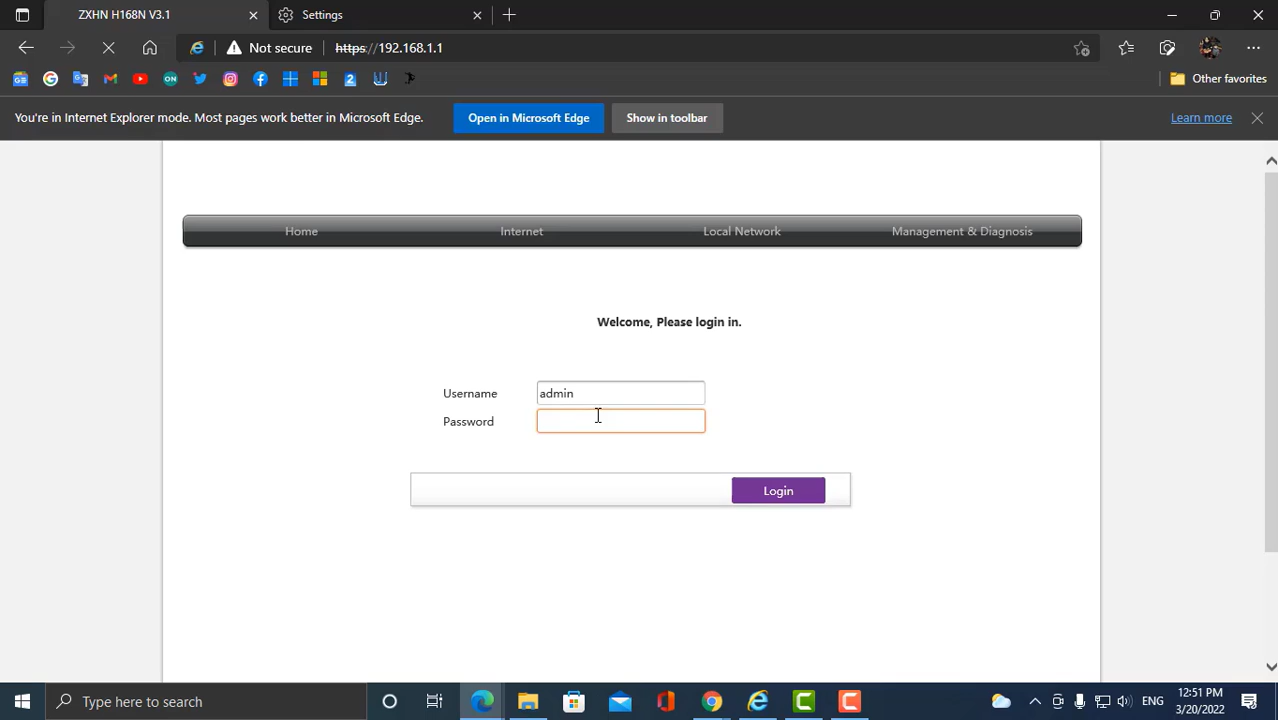 ZXHN H168N V3.1
Settings
Not secure
https://192.168.1.1
Other favorites
You're in Internet Explorer mode. Most pages work better in Microsoft Edge.
Open in Microsoft Edge
Show in toolbar
Learn more
Home
Internet
Local Network
Management & Diagnosis
Welcome, Please login in.
Username
admin
Password
Login
Type here to search
ENG
12:51 PM
3/20/2022